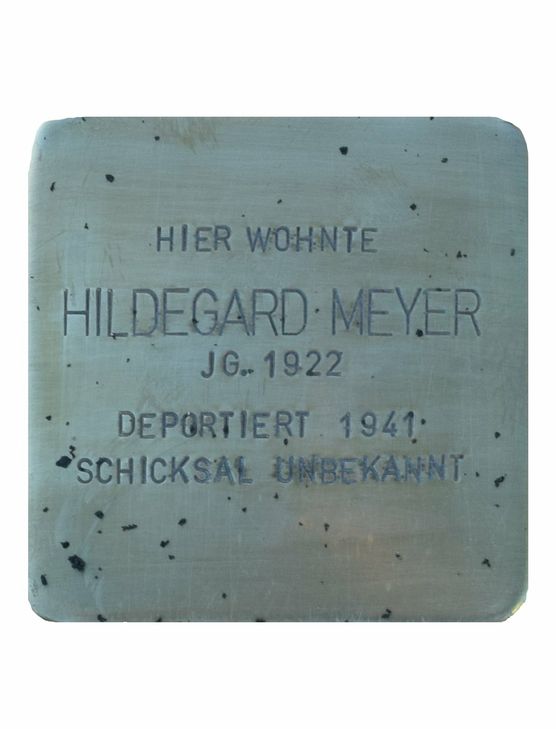 HIER WOHNTE
HILDEGARD MEYER
JG. 1922
DEPORTIERT 1941
SCHICKSAL UNBEKANNT